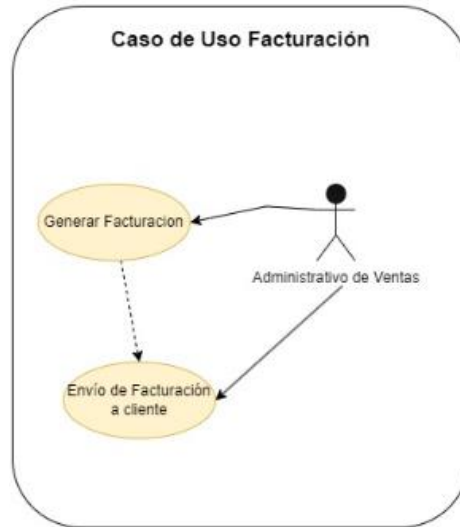 Caso de Uso Facturación
Generar Facturacion
Administrativo de Ventas
Envío de Facturación
a cliente